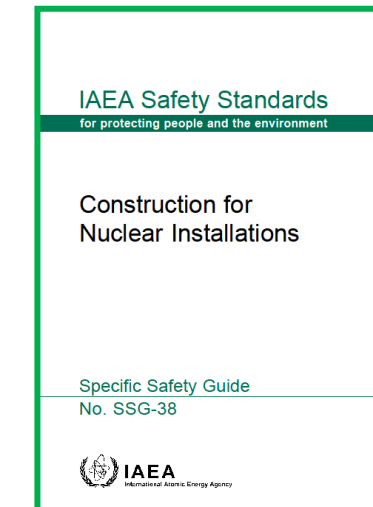 IAEA Safety Standards
for protecting people and the environment
Construction for
Nuclear Installations
Specific Safety Guide
No. SSG-38
IAEA
International Atomic Energy Agency